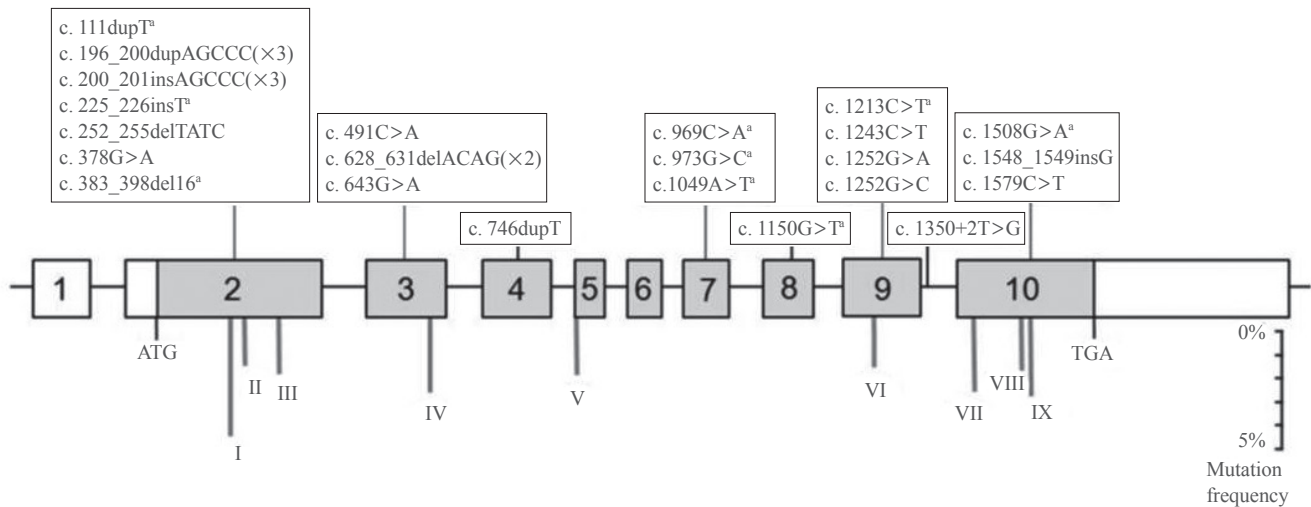 c. 111dupTᵃ
c. 196_200dupAGCCC(×3)
c. 200_201insAGCCC(×3)
c. 225_226insTᵃ
c. 252_255delTATC
c. 378G>A
c. 383_398del16ᵃ
c. 491C>A
c. 628_631delACAG(×2)
c. 643G>A
c. 746dupT
c. 969C>Aᵃ
c. 973G>Cᵃ
c.1049A>Tᵃ
c. 1150G>Tᵃ
c. 1213C>Tᵃ
c. 1243C>T
c. 1252G>A
c. 1252G>C
c. 1350+2T>G
c. 1508G>Aᵃ
c. 1548_1549insG
c. 1579C>T
1
2
3
4
5
6
7
8
9
10
ATG
TGA
I
II
III
IV
V
VI
VII
VIII
IX
0%
5%
Mutation
frequency